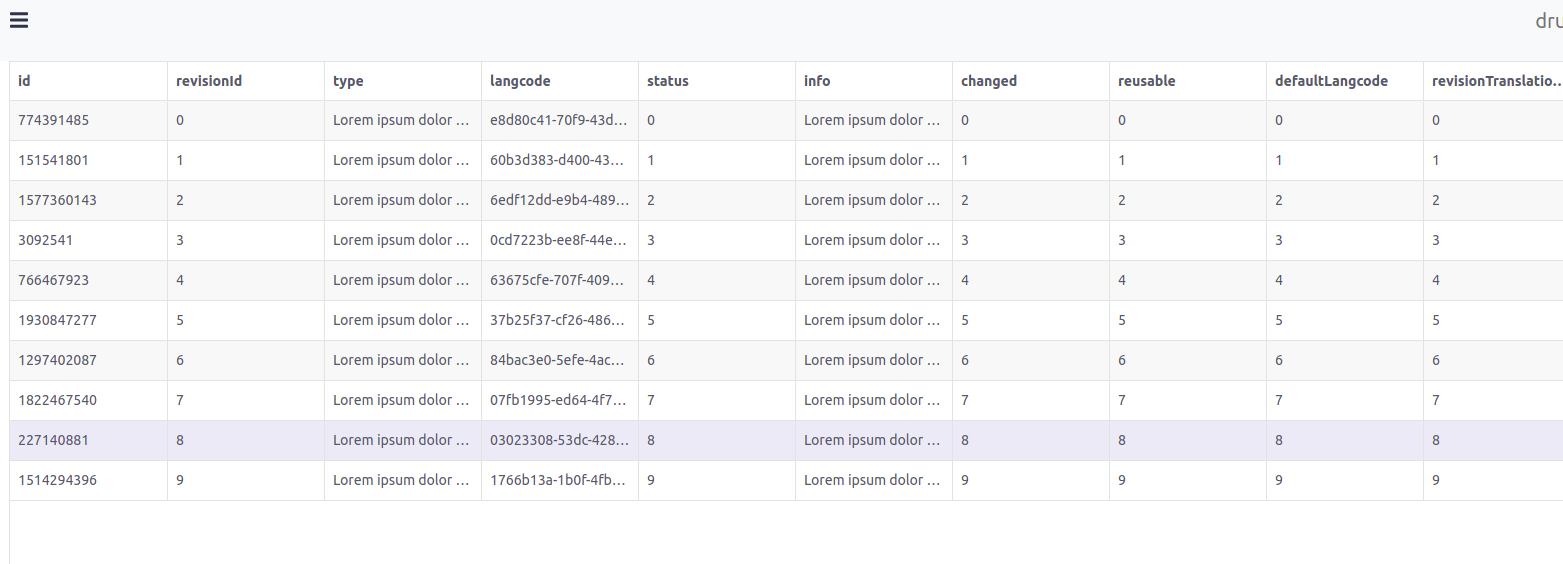 dru
id revisionId type langcode status info changed reusable defaultLangcode revisionTranslatio...
774391485 0 Lorem ipsum dolor ... e8d80c41-70f9-43d... 0 Lorem ipsum dolor ... 0 0 0 0
151541801 1 Lorem ipsum dolor ... 60b3d383-d400-43... 1 Lorem ipsum dolor ... 1 1 1 1
1577360143 2 Lorem ipsum dolor ... 6edf12dd-e9b4-489... 2 Lorem ipsum dolor ... 2 2 2 2
3092541 3 Lorem ipsum dolor ... 0cd7223b-ee8f-44e... 3 Lorem ipsum dolor ... 3 3 3 3
766467923 4 Lorem ipsum dolor ... 63675cfe-707f-409... 4 Lorem ipsum dolor ... 4 4 4 4
1930847277 5 Lorem ipsum dolor ... 37b25f37-cf26-486... 5 Lorem ipsum dolor ... 5 5 5 5
1297402087 6 Lorem ipsum dolor ... 84bac3e0-5efe-4ac... 6 Lorem ipsum dolor ... 6 6 6 6
1822467540 7 Lorem ipsum dolor ... 07fb1995-ed64-4f7... 7 Lorem ipsum dolor ... 7 7 7 7
227140881 8 Lorem ipsum dolor ... 03023308-53dc-428... 8 Lorem ipsum dolor ... 8 8 8 8
1514294396 9 Lorem ipsum dolor ... 1766b13a-1b0f-4fb... 9 Lorem ipsum dolor ... 9 9 9 9